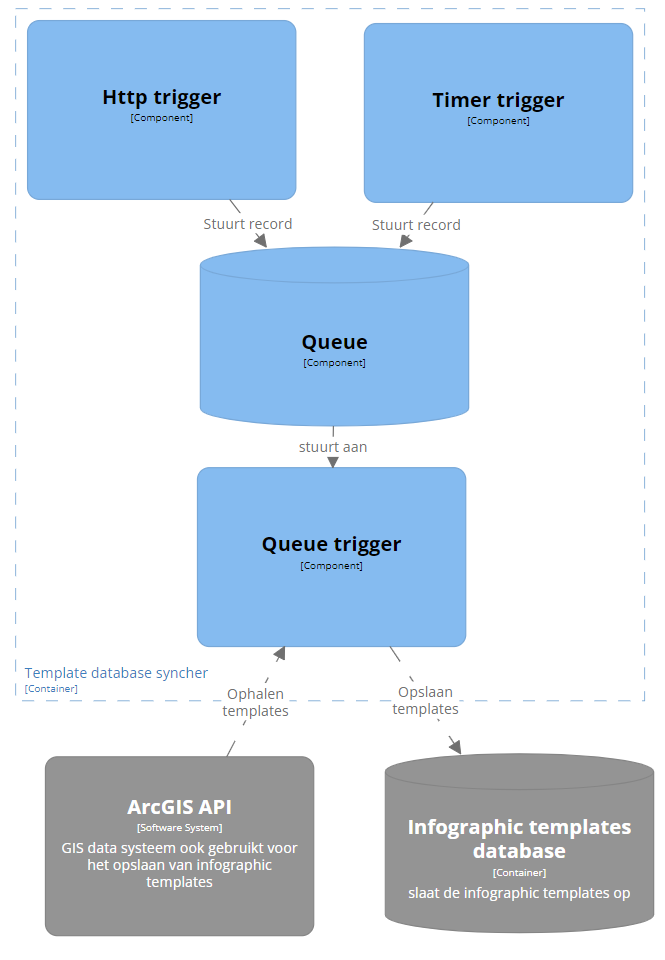 Http trigger
[Component]
Timer trigger
[Component]
Stuurt record
Stuurt record
Queue
[Component]
stuurt aan
Queue trigger
[Component]
Template database syncher
[Container]
Ophalen
templates
Opslaan
templates
ArcGIS API
[Software System]
GIS data systeem ook gebruikt voor
het opslaan van infographic
templates
Infographic templates
database
[Container]
slaat de infographic templates op